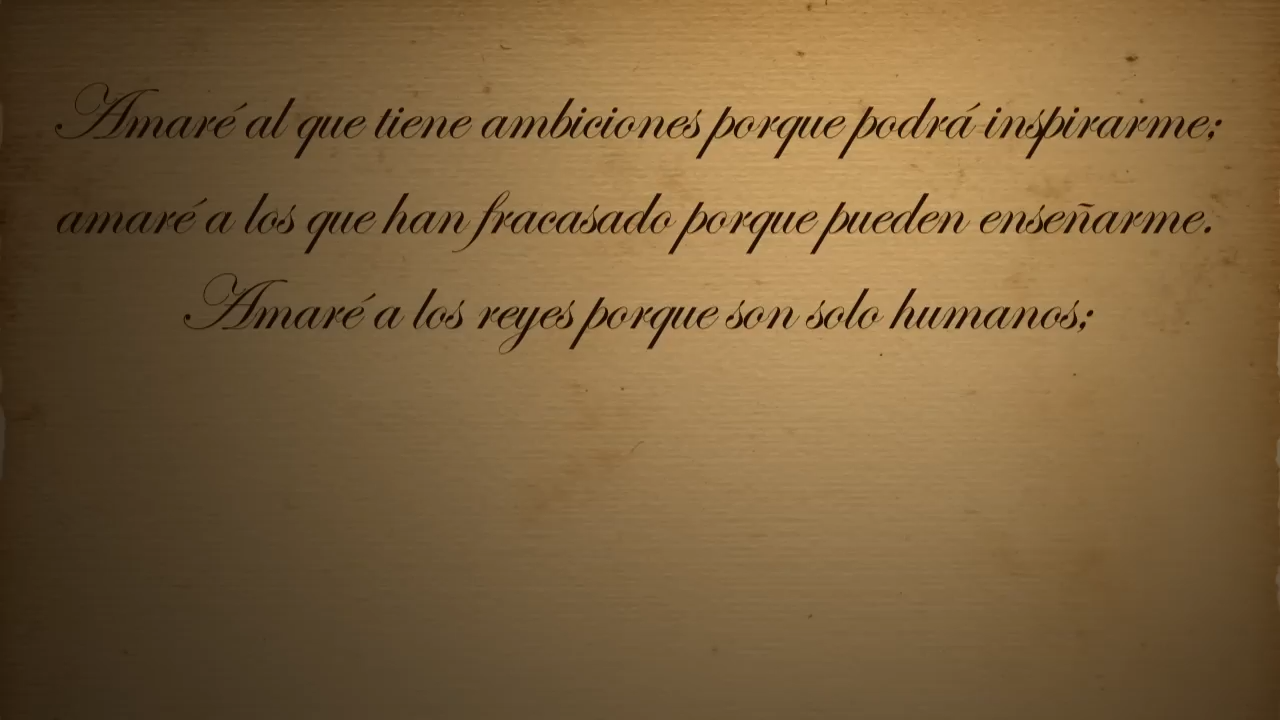 Amaré al que tiene ambiciones porque podrá inspirarme;
amaré a los que han fracasado porque pueden enseñarme.
Amaré a los reyes porque son solo humanos;